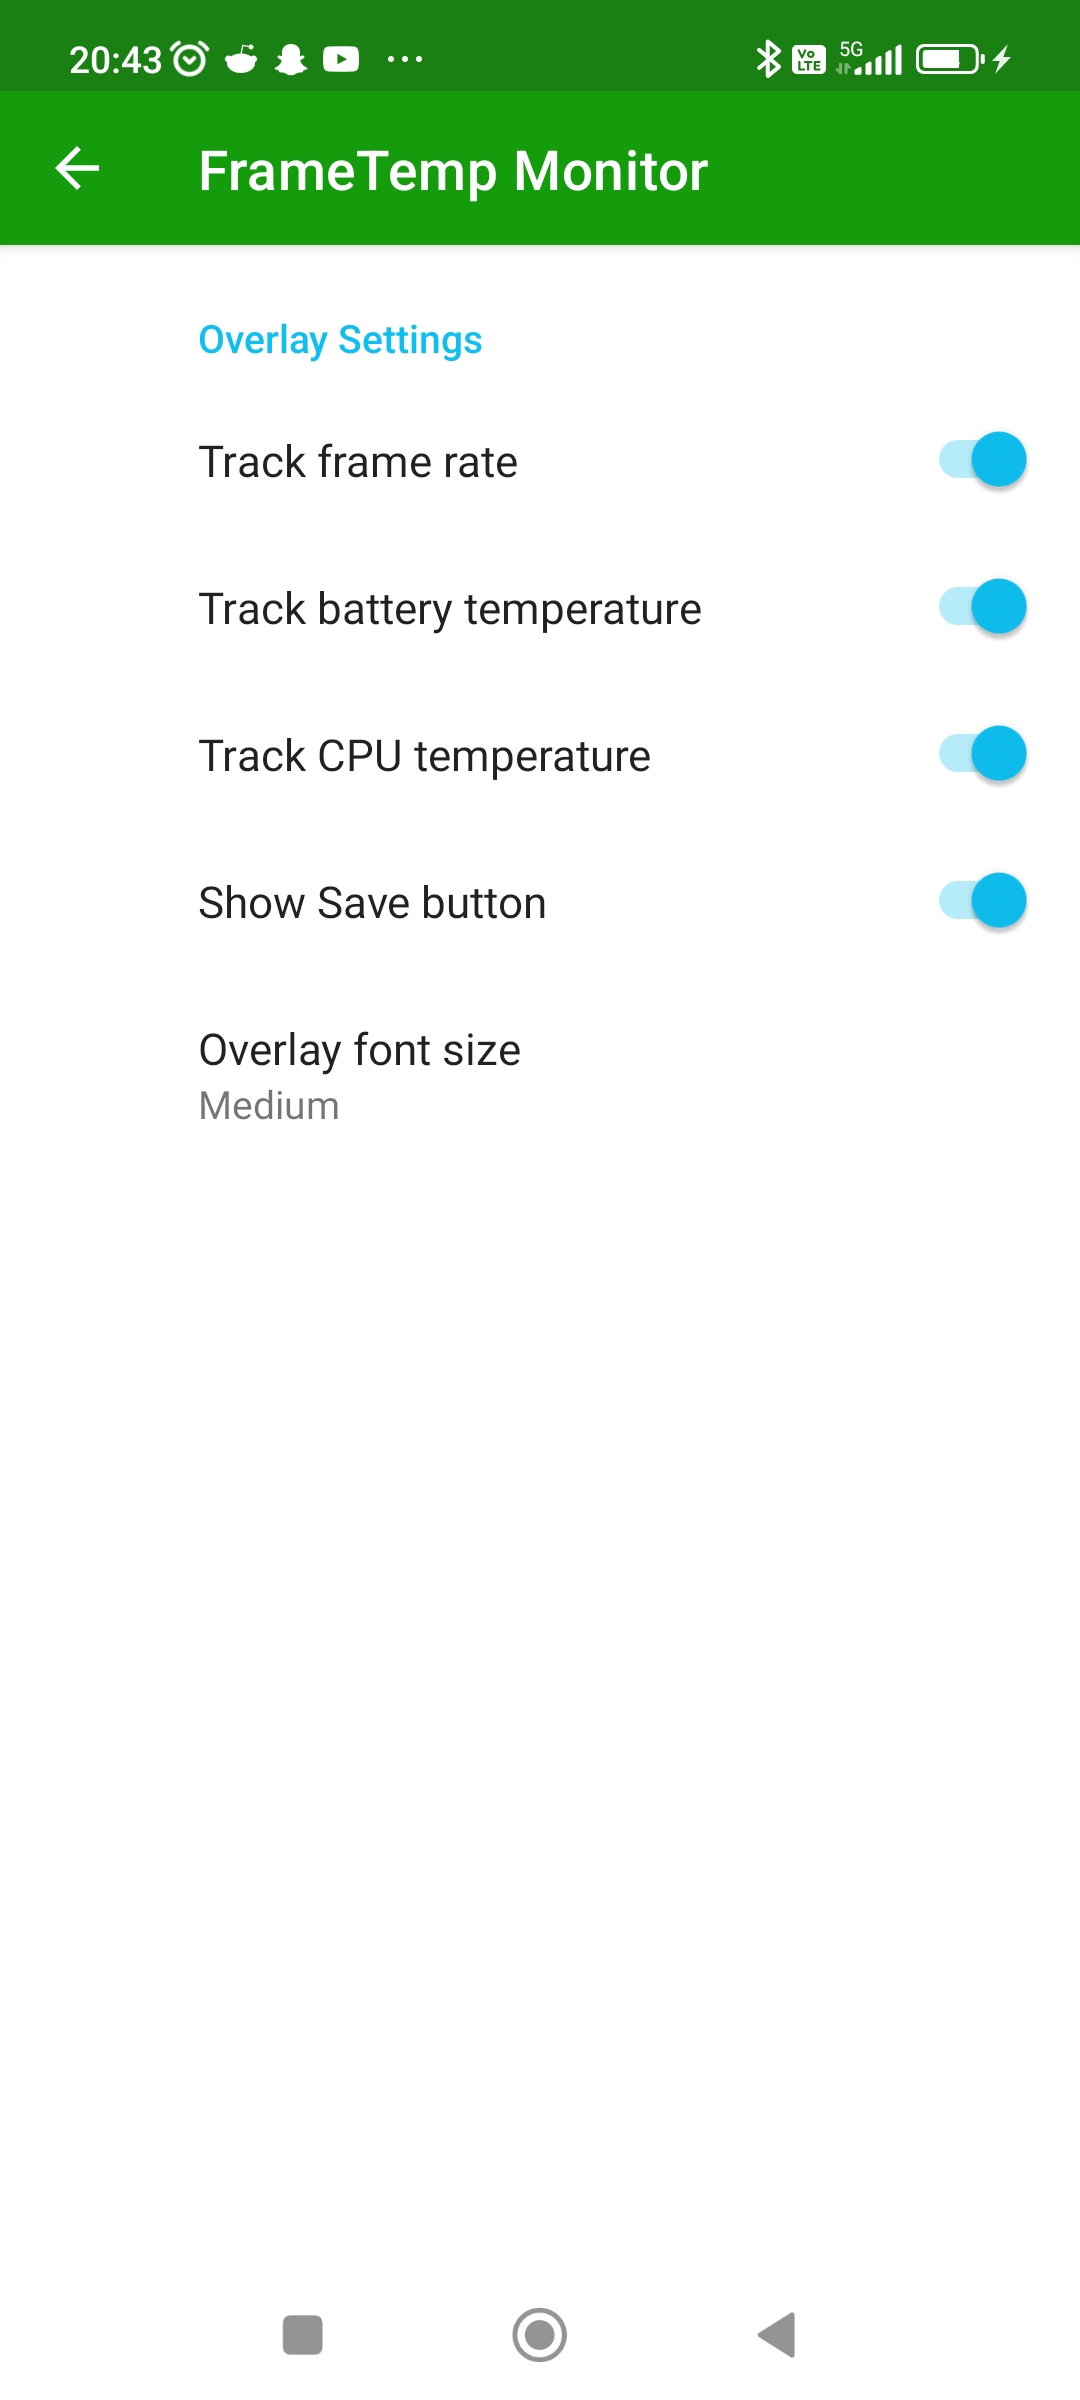 20:43
Vo
LTE
5G
FrameTemp Monitor
Overlay Settings
Track frame rate
Track battery temperature
Track CPU temperature
Show Save button
Overlay font size
Medium